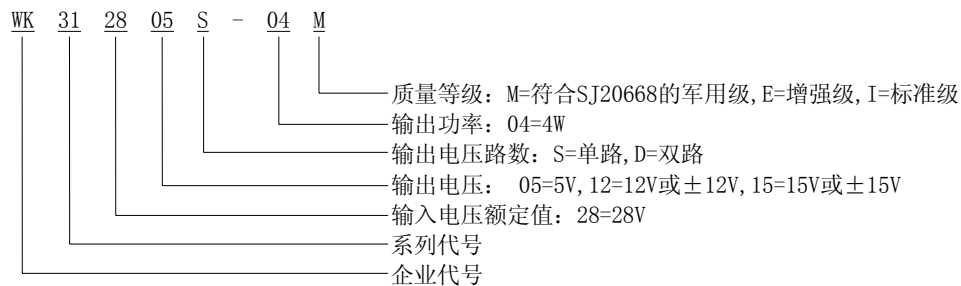 WK 31 28 05 S - 04 M
质量等级: M=符合SJ20668的军用级,E=增强级,I=标准级
输出功率: 04=4W
输出电压路数: S=单路,D=双路
输出电压: 05=5V,12=12V或±12V,15=15V或±15V
输入电压额定值: 28=28V
系列代号
企业代号